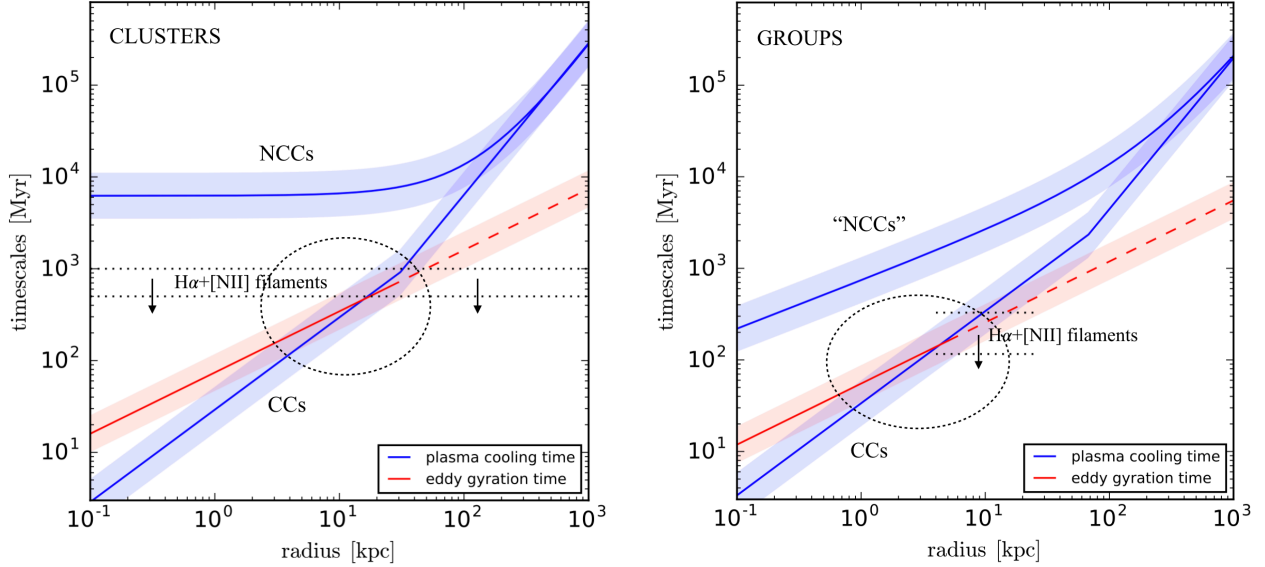 CLUSTERS
NCCs
Hα+[NII] filaments
CCs
plasma cooling time
eddy gyration time
10^5
10^4
10^3
10^2
10^1
timescales [Myr]
10^-1
10^0
10^1
10^2
10^3
radius [kpc]
GROUPS
“NCCs”
Hα+[NII] filaments
CCs
plasma cooling time
eddy gyration time
10^5
10^4
10^3
10^2
10^1
timescales [Myr]
10^-1
10^0
10^1
10^2
10^3
radius [kpc]